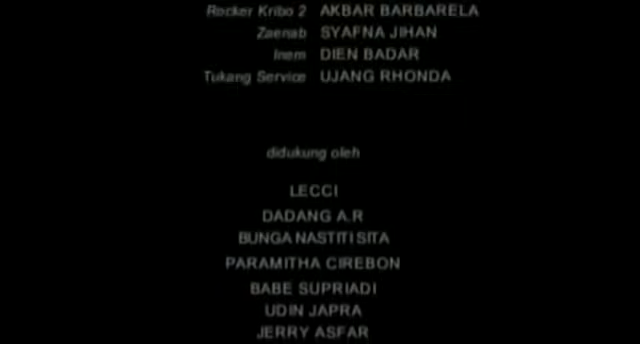 Rocker Kribo 2 AKBAR BARBARELA
Zaenab SYAFNA JIHAN
Inem DIEN BADAR
Tukang Service UJANG RHONDA
didukung oleh
LECCI
DADANG A.R
BUNGA NASTITI SITA
PARAMITHA CIREBON
BABE SUPRIADI
UDIN JAPRA
JERRY ASFAR